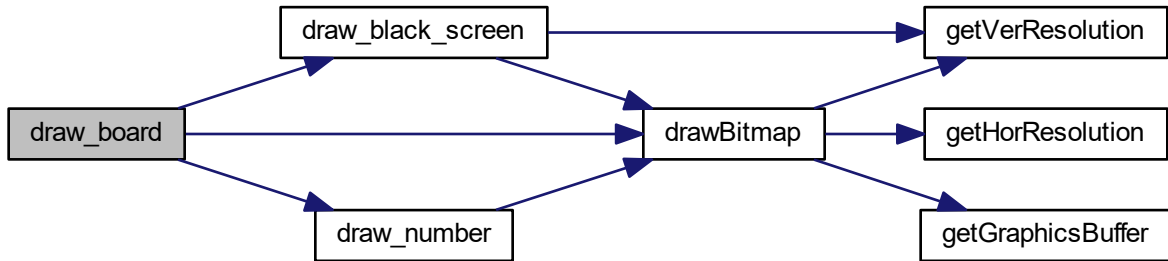 draw_black_screen
getVerResolution
draw_board
drawBitmap
getHorResolution
draw_number
getGraphicsBuffer